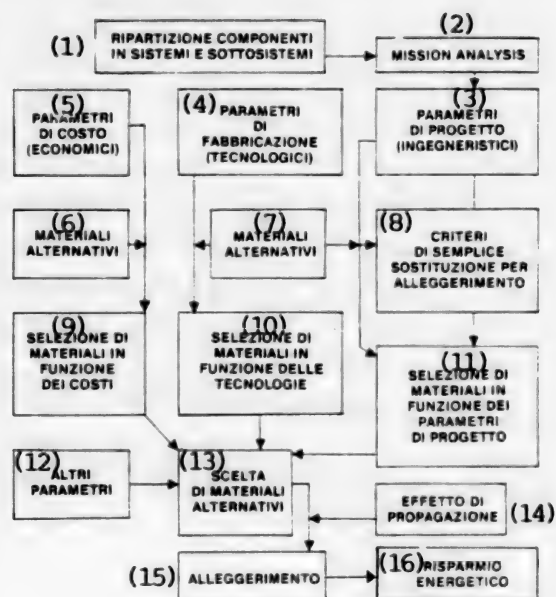 (1)
RIPARTIZIONE COMPONENTI
IN SISTEMI E SOTTOSISTEMI
(2)
MISSION ANALYSIS
(5)
PARAMETRI
DI COSTO
(ECONOMICI)
(4)
PARAMETRI
DI
FABBRICAZIONE
(TECNOLOGICI)
(3)
PARAMETRI
DI PROGETTO
(INGEGNERISTICI)
(6)
MATERIALI
ALTERNATIVI
(7)
MATERIALI
ALTERNATIVI
(8)
CRITERI
DI SEMPLICE
SOSTITUZIONE PER
ALLEGGERIMENTO
(9)
SELEZIONE DI
MATERIALI IN
FUNZIONE
DEI COSTI
(10)
SELEZIONE DI
MATERIALI IN
FUNZIONE DELLE
TECNOLOGIE
(11)
SELEZIONE DI
MATERIALI IN
FUNZIONE DEI
PARAMETRI
DI PROGETTO
(12)
ALTRI
PARAMETRI
(13)
SCELTA
DI MATERIALI
ALTERNATIVI
EFFETTO DI
PROPAGAZIONE
(14)
(15)
ALLEGGERIMENTO
(16)
RISPARMIO
ENERGETICO